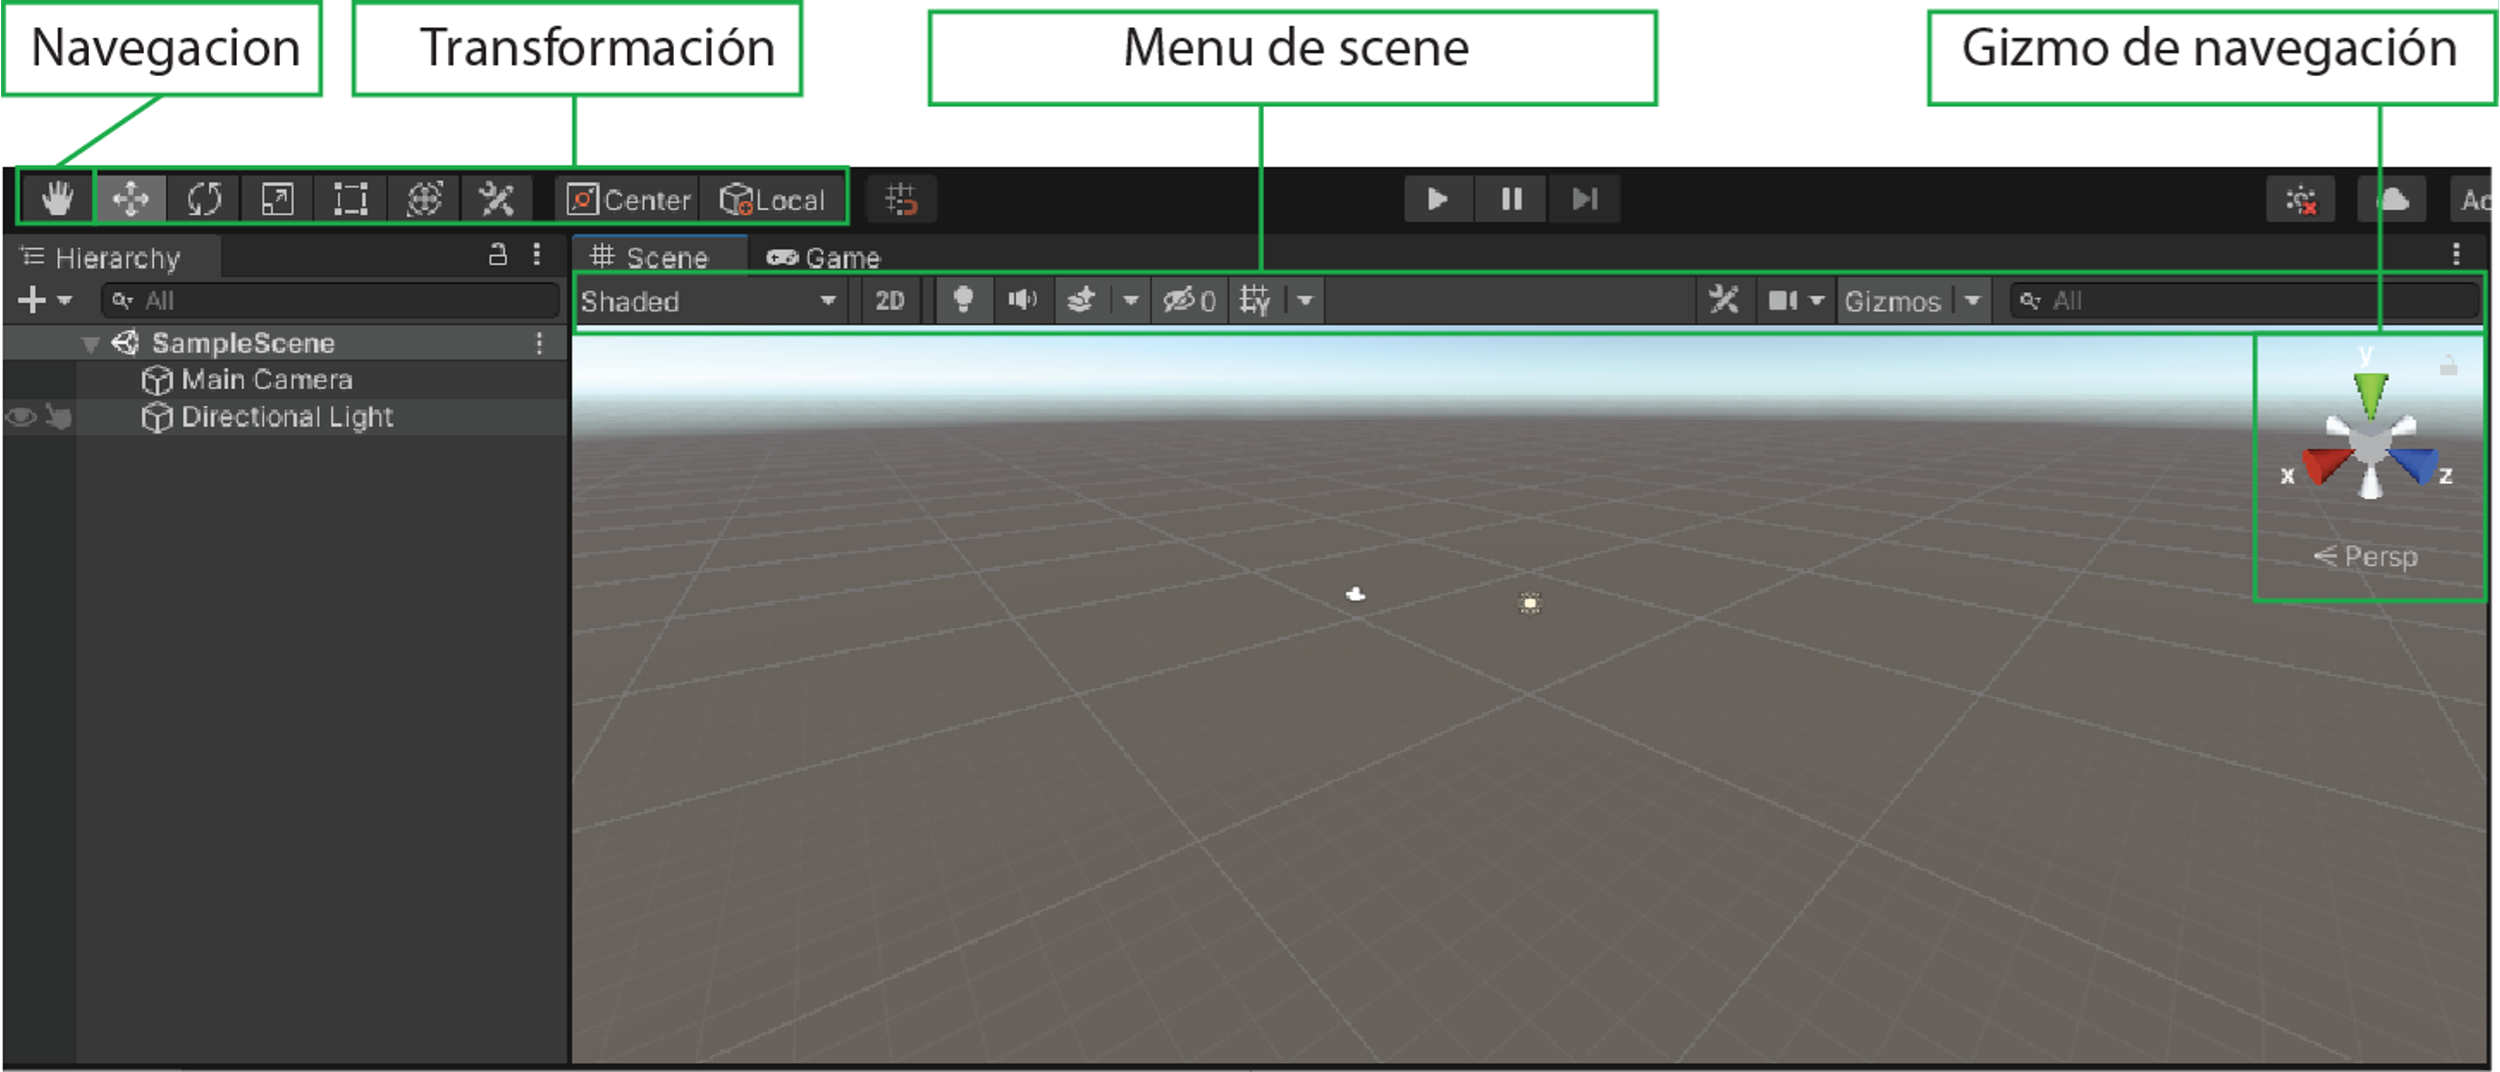 Navegacion
Transformación
Menu de scene
Gizmo de navegación
Center
Local
Ac
Hierarchy
Scene
Game
All
Shaded
2D
0
Gizmos
All
SampleScene
Main Camera
Directional Light
y
x
z
Persp